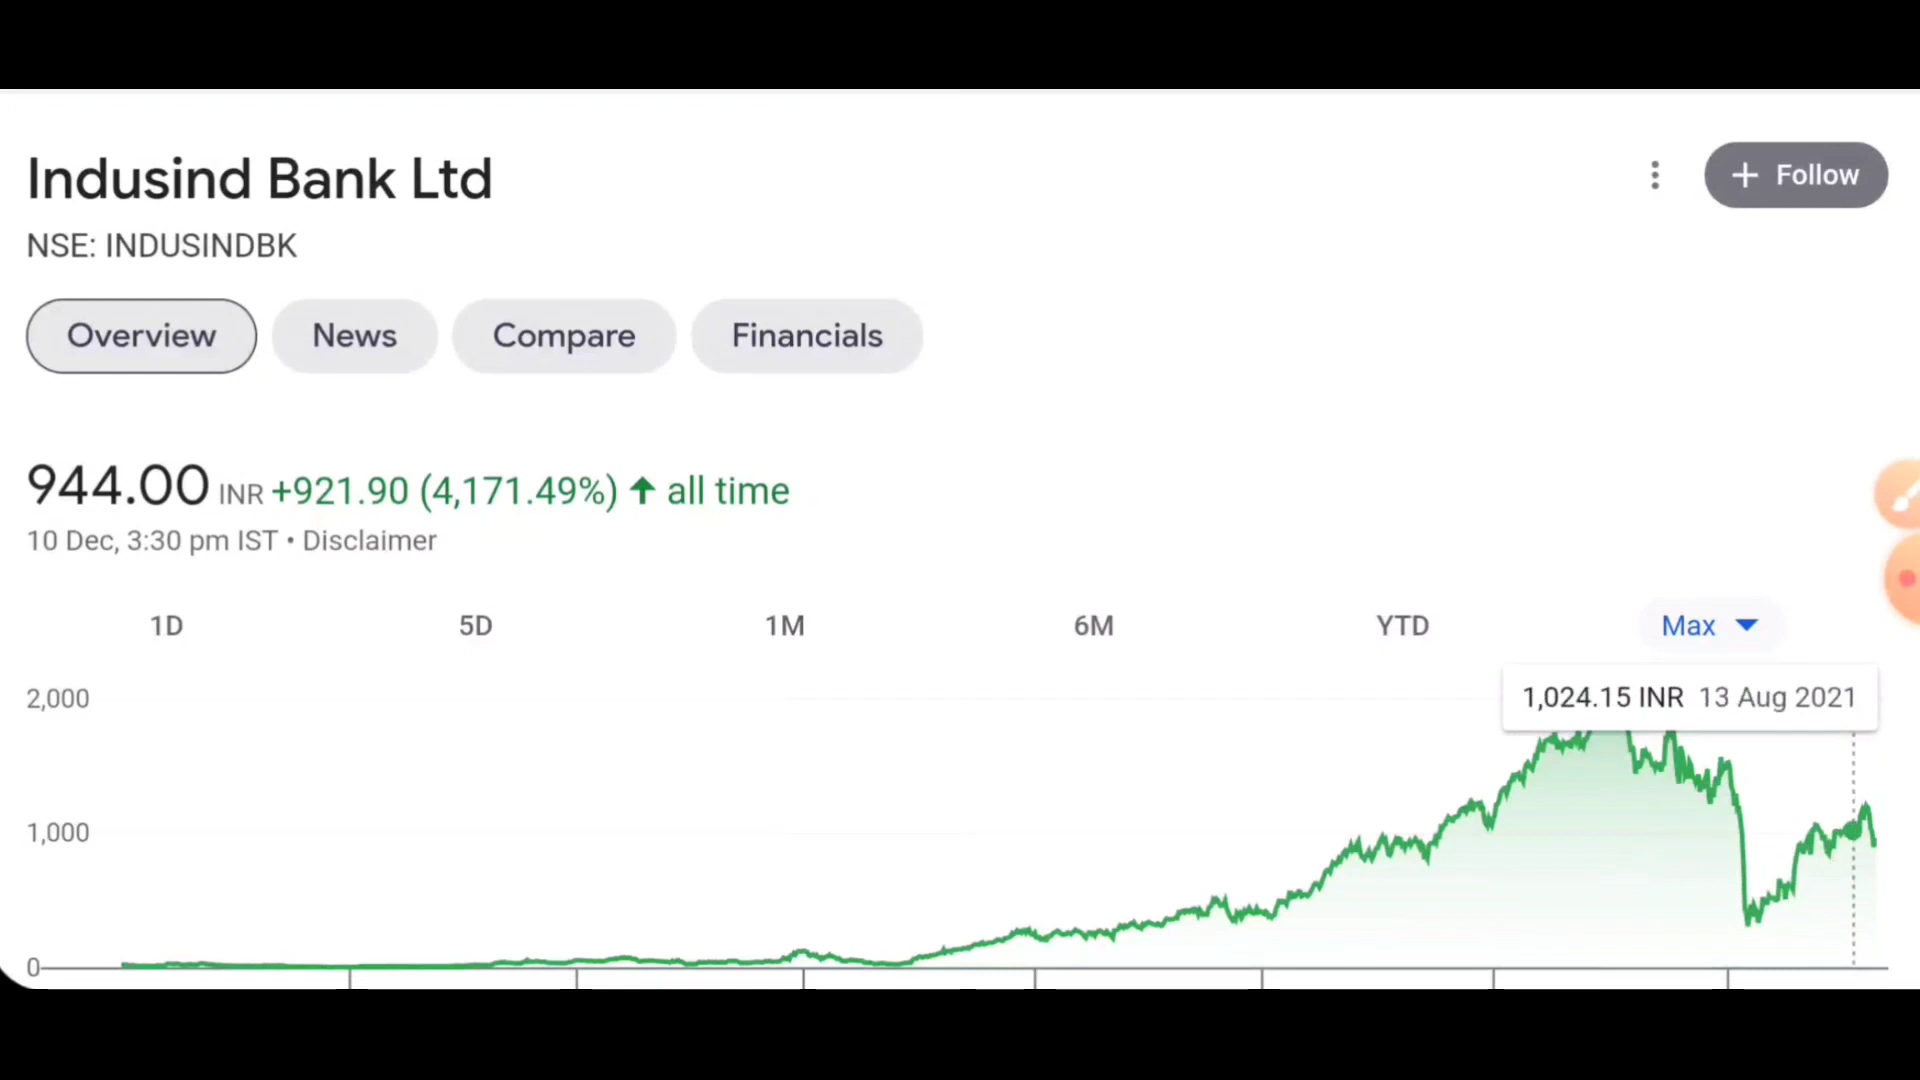 Indusind Bank Ltd
+ Follow
NSE: INDUSINDBK
Overview News Compare Financials
944.00 INR +921.90 (4,171.49%) ↑ all time
10 Dec, 3:30 pm IST • Disclaimer
1D 5D 1M 6M YTD Max
1,024.15 INR 13 Aug 2021
2,000
1,000
0